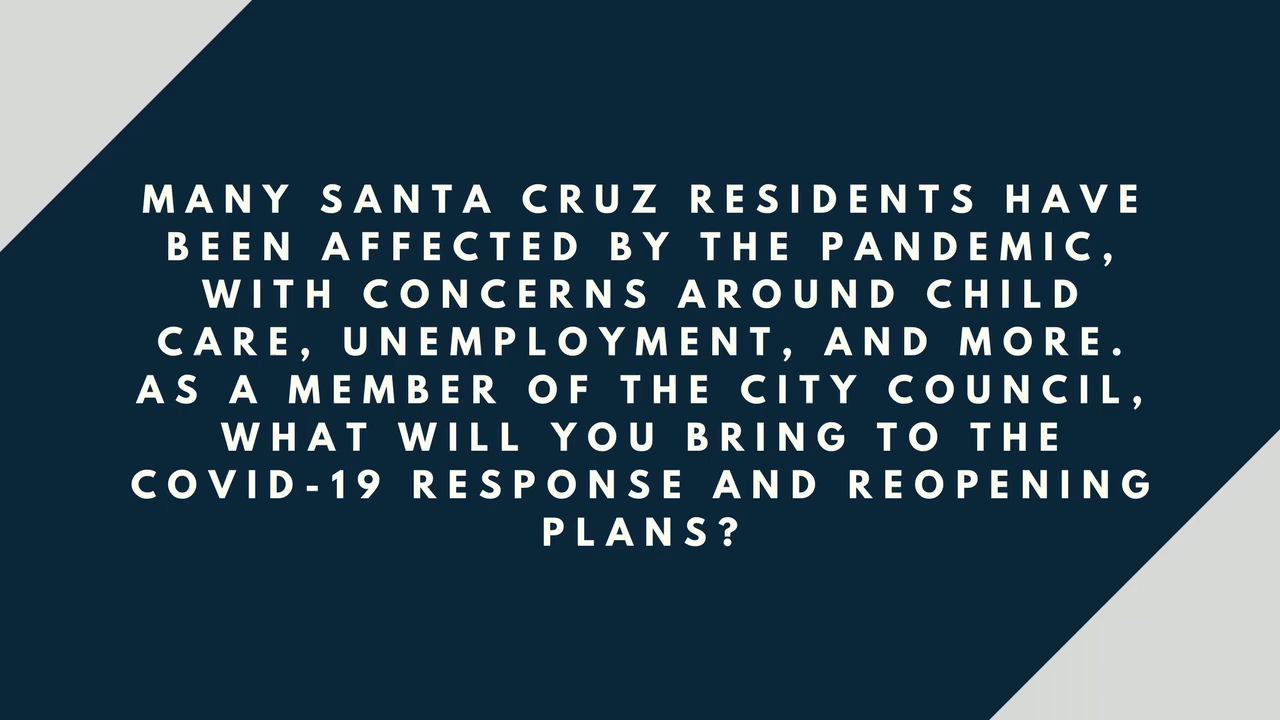 MANY SANTA CRUZ RESIDENTS HAVE
BEEN AFFECTED BY THE PANDEMIC,
WITH CONCERNS AROUND CHILD
CARE, UNEMPLOYMENT, AND MORE.
AS A MEMBER OF THE CITY COUNCIL,
WHAT WILL YOU BRING TO THE
COVID-19 RESPONSE AND REOPENING
PLANS?